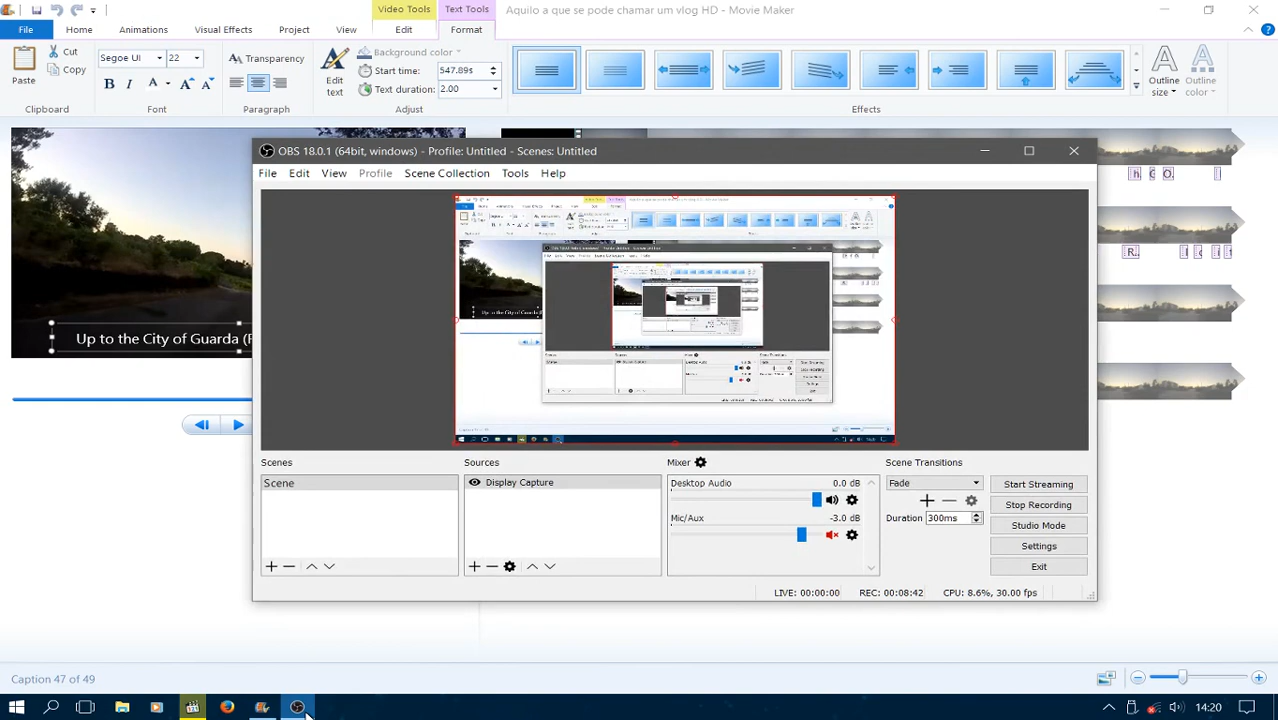 Video Tools
Text Tools
Aquilo a que se pode chamar um vlog HD - Movie Maker
File
Home
Animations
Visual Effects
Project
View
Edit
Format
Paste
Cut
Copy
Clipboard
Segoe UI
22
B
I
A
A
A
Font
Transparency
Paragraph
Edit text
Background color
Start time:
547.89s
Text duration:
2.00
Adjust
Effects
Outline size
Outline color
OBS 18.0.1 (64bit, windows) - Profile: Untitled - Scenes: Untitled
File
Edit
View
Profile
Scene Collection
Tools
Help
Up to the City of Guarda (
h
O.
R.
Scenes
Scene
Sources
Display Capture
Mixer
Desktop Audio
0.0 dB
Mic/Aux
-3.0 dB
Scene Transitions
Fade
Duration
300ms
Start Streaming
Stop Recording
Studio Mode
Settings
Exit
LIVE: 00:00:00
REC: 00:08:42
CPU: 8.6%, 30.00 fps
Caption 47 of 49
14:20